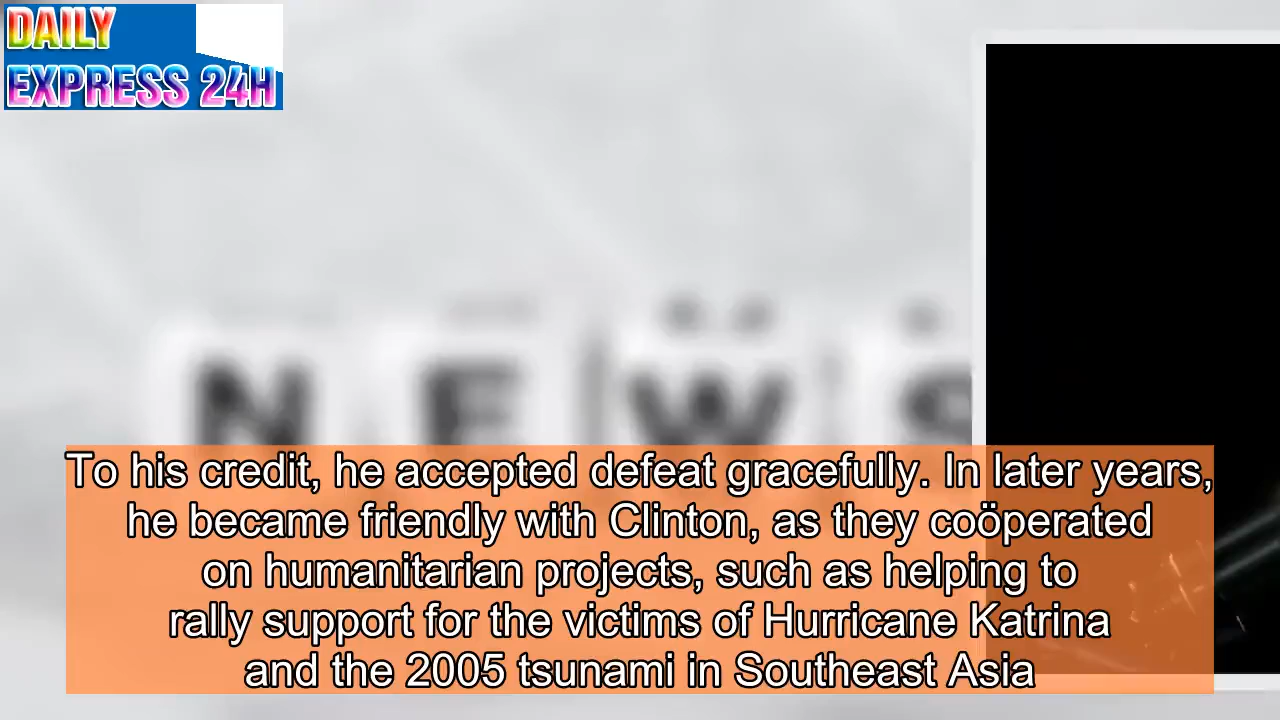 DAILY
EXPRESS 24H
NEWS
To his credit, he accepted defeat gracefully. In later years,
he became friendly with Clinton, as they coöperated
on humanitarian projects, such as helping to
rally support for the victims of Hurricane Katrina
and the 2005 tsunami in Southeast Asia